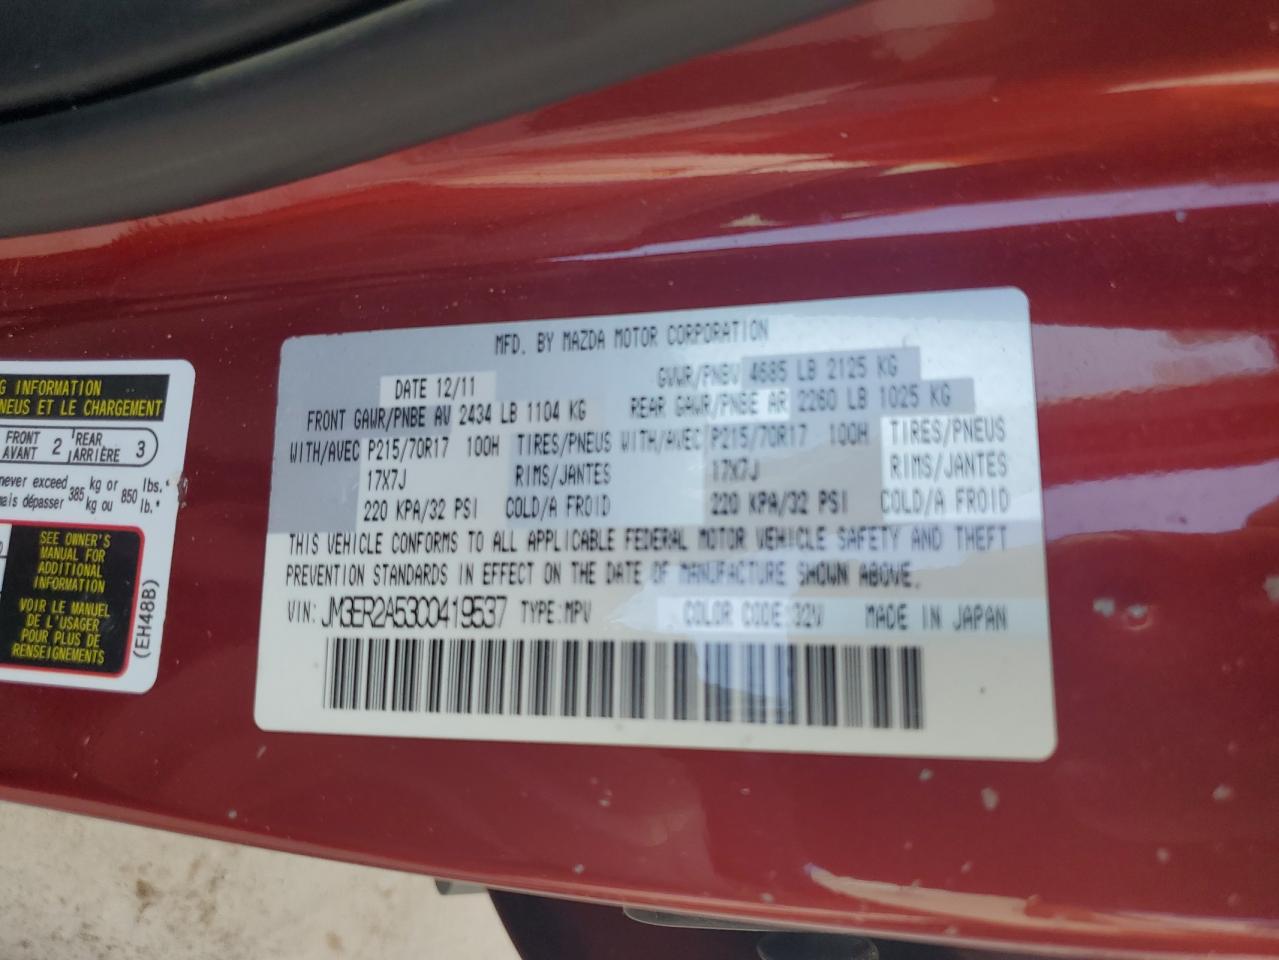 G INFORMATION
NEUS ET LE CHARGEMENT
FRONT AVANT 2 REAR ARRIÈRE 3
never exceed 385 kg or 850 lbs.
mais dépasser kg ou lb.
SEE OWNER'S
MANUAL FOR
ADDITIONAL
INFORMATION
VOIR LE MANUEL
DE L'USAGER
POUR PLUS DE
RENSEIGNEMENTS
(EH48B)
MFD. BY MAZDA MOTOR CORPORATION
DATE 12/11 GVWR/PNBV 4685 LB 2125 KG
FRONT GAWR/PNBE AV 2434 LB 1104 KG REAR GAWR/PNBE AR 2260 LB 1025 KG
WITH/AVEC P215/70R17 100H TIRES/PNEUS WITH/AVEC P215/70R17 100H TIRES/PNEUS
17X7J RIMS/JANTES 17X7J RIMS/JANTES
220 KPA/32 PSI COLD/A FROID 220 KPA/32 PSI COLD/A FROID
THIS VEHICLE CONFORMS TO ALL APPLICABLE FEDERAL MOTOR VEHICLE SAFETY AND THEFT
PREVENTION STANDARDS IN EFFECT ON THE DATE OF MANUFACTURE SHOWN ABOVE.
VIN: JM3ER2A53C0419537 TYPE:MPV COLOR CODE:32V MADE IN JAPAN